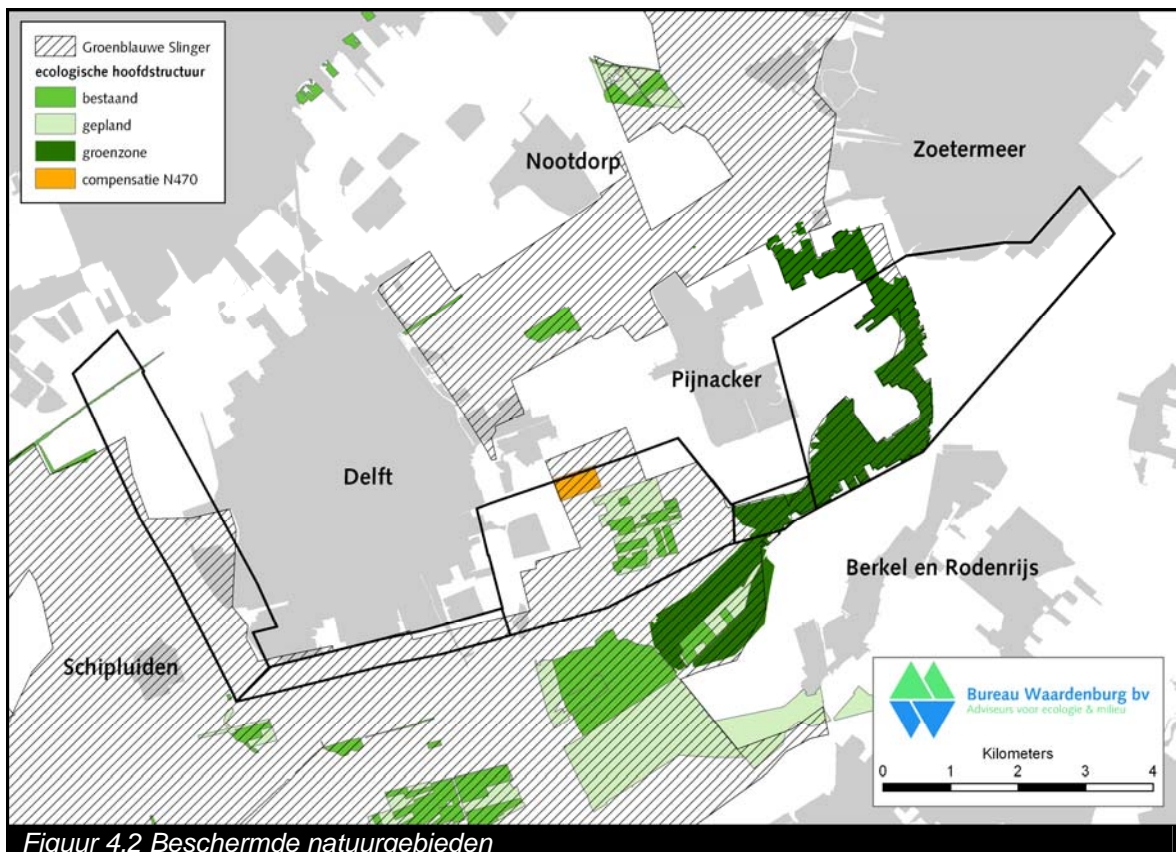 Groenblauwe Slinger
ecologische hoofdstructuur
bestaand
gepland
groenzone
compensatie N470
Nootdorp
Zoetermeer
Pijnacker
Delft
Berkel en Rodenrijs
Schipluiden
Bureau Waardenburg bv
Adviseurs voor ecologie & milieu
Kilometers
0 1 2 3 4
Figuur 4.2 Beschermde natuurgebieden